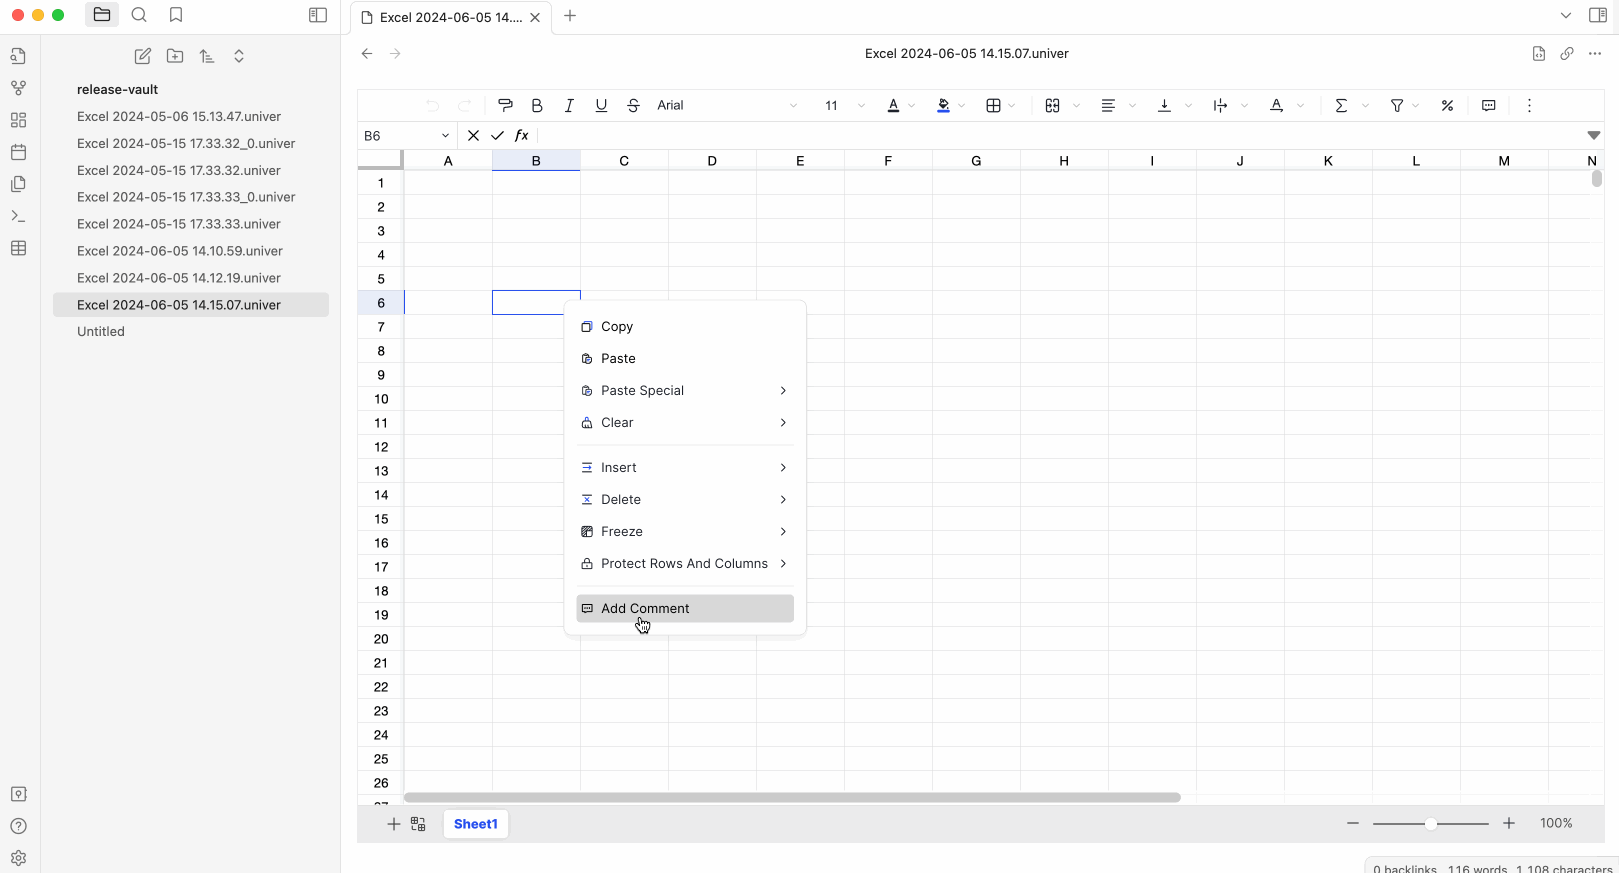 Excel 2024-06-05 14....
Excel 2024-06-05 14.15.07.univer
release-vault
Excel 2024-05-06 15.13.47.univer
Excel 2024-05-15 17.33.32_0.univer
Excel 2024-05-15 17.33.32.univer
Excel 2024-05-15 17.33.33_0.univer
Excel 2024-05-15 17.33.33.univer
Excel 2024-06-05 14.10.59.univer
Excel 2024-06-05 14.12.19.univer
Excel 2024-06-05 14.15.07.univer
Untitled
B I U S Arial 11 A A Σ %
B6 fx
A B C D E F G H I J K L M N
1
2
3
4
5
6
7
8
9
10
11
12
13
14
15
16
17
18
19
20
21
22
23
24
25
26
27
Copy
Paste
Paste Special
Clear
Insert
Delete
Freeze
Protect Rows And Columns
Add Comment
Sheet1
100%
0 backlinks 116 words 1,108 characters